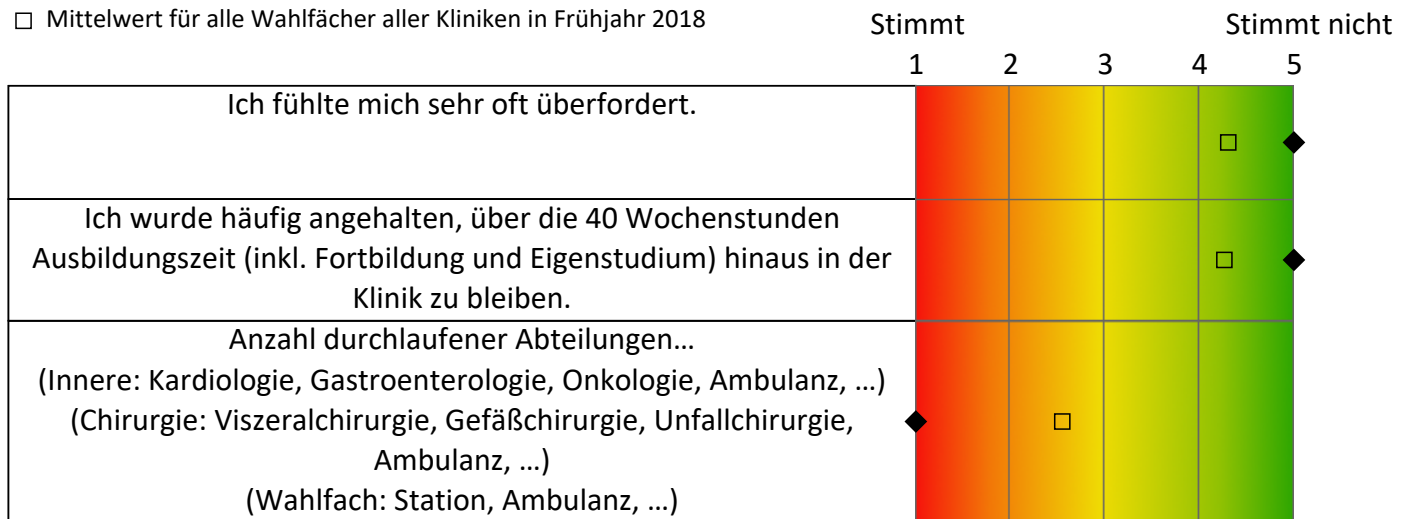 □ Mittelwert für alle Wahlfächer aller Kliniken in Frühjahr 2018
Stimmt Stimmt nicht
1 2 3 4 5
Ich fühlte mich sehr oft überfordert.
Ich wurde häufig angehalten, über die 40 Wochenstunden
Ausbildungszeit (inkl. Fortbildung und Eigenstudium) hinaus in der
Klinik zu bleiben.
Anzahl durchlaufener Abteilungen…
(Innere: Kardiologie, Gastroenterologie, Onkologie, Ambulanz, …)
(Chirurgie: Viszeralchirurgie, Gefäßchirurgie, Unfallchirurgie,
Ambulanz, …)
(Wahlfach: Station, Ambulanz, …)